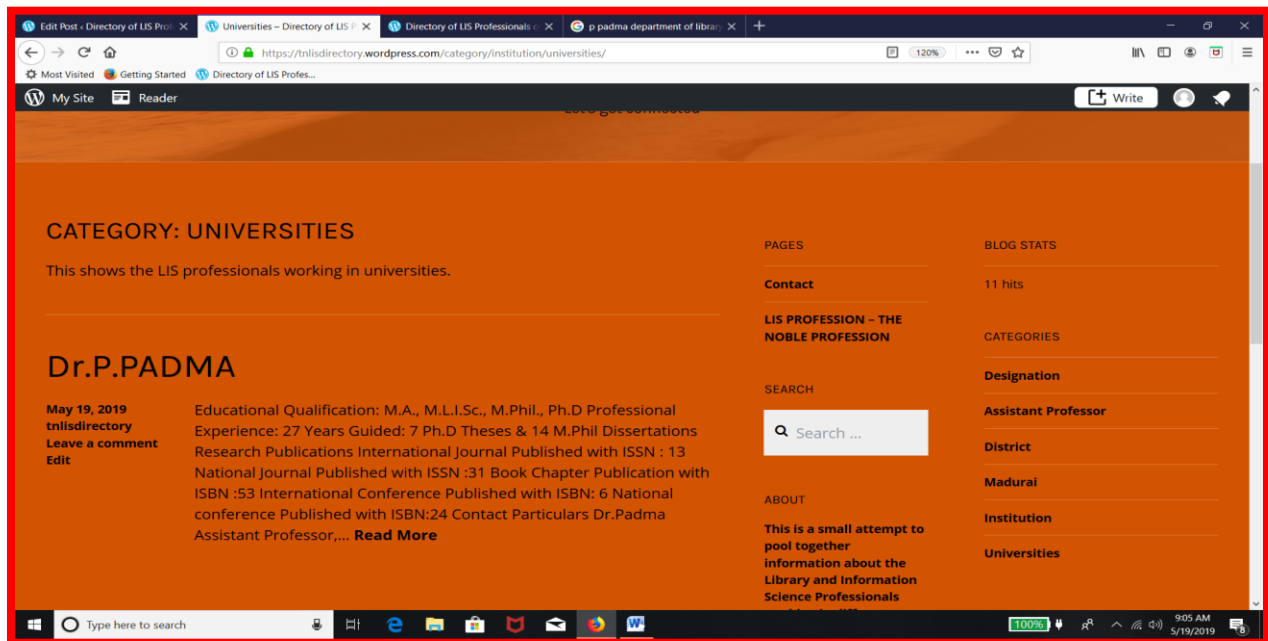 Edit Post ‹ Directory of LIS Prof
Universities – Directory of LIS P
Directory of LIS Professionals o
p padma department of library
https://tnlisdirectory.wordpress.com/category/institution/universities/
120%
Most Visited
Getting Started
Directory of LIS Profes...
My Site
Reader
Write
CATEGORY: UNIVERSITIES
This shows the LIS professionals working in universities.
Dr.P.PADMA
May 19, 2019
tnlisdirectory
Leave a comment
Edit
Educational Qualification: M.A., M.L.I.Sc., M.Phil., Ph.D Professional
Experience: 27 Years Guided: 7 Ph.D Theses & 14 M.Phil Dissertations
Research Publications International Journal Published with ISSN : 13
National Journal Published with ISSN :31 Book Chapter Publication with
ISBN :53 International Conference Published with ISBN: 6 National
conference Published with ISBN:24 Contact Particulars Dr.Padma
Assistant Professor,... Read More
PAGES
Contact
LIS PROFESSION – THE
NOBLE PROFESSION
SEARCH
Search ...
ABOUT
This is a small attempt to
pool together
information about the
Library and Information
Science Professionals
BLOG STATS
11 hits
CATEGORIES
Designation
Assistant Professor
District
Madurai
Institution
Universities
Type here to search
100%
9:05 AM
5/19/2019
8